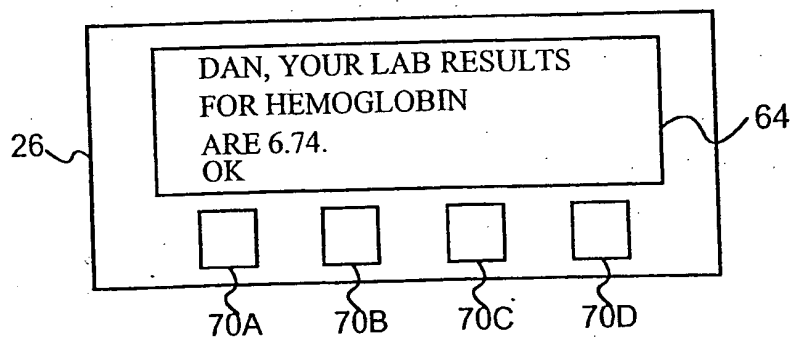 DAN, YOUR LAB RESULTS
FOR HEMOGLOBIN
ARE 6.74.
OK
26
64
70A 70B 70C 70D